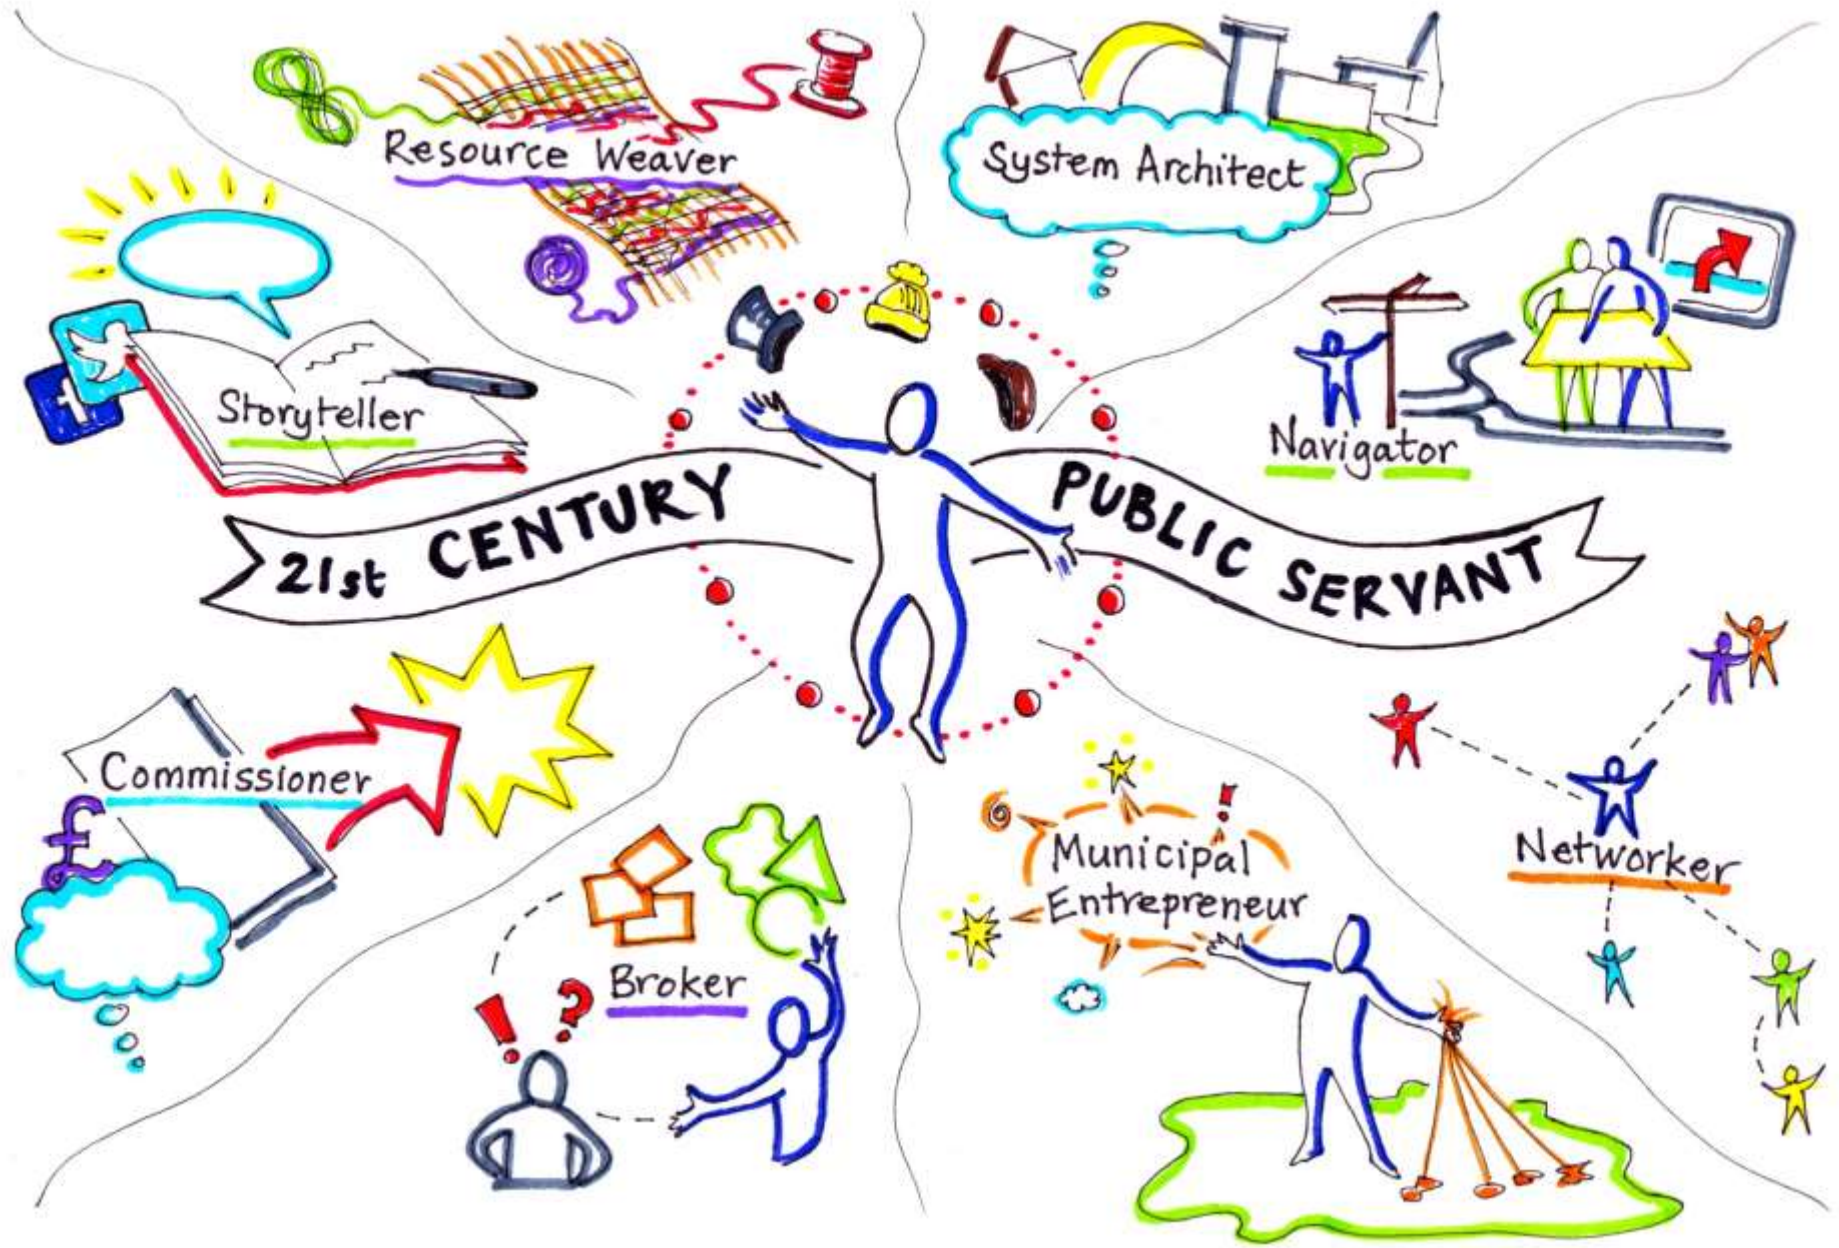 Resource Weaver
System Architect
Storyteller
Navigator
21st CENTURY
PUBLIC SERVANT
Commissioner
£
Broker
! ?
Municipal
Entrepreneur
!
Networker